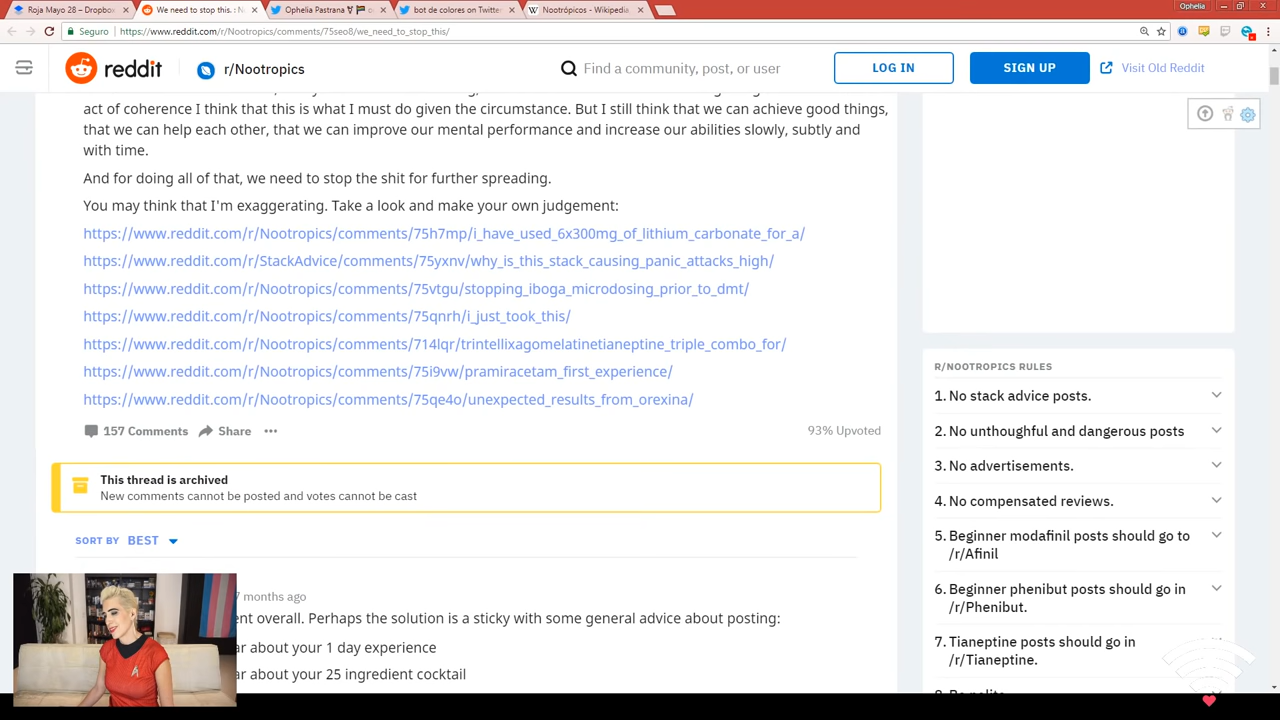 Roja Mayo 28 – Dropbox
We need to stop this. : N
Ophelia Pastrana
bot de colores on Twitter
Nootrópicos - Wikipedia
Ophelia
Seguro
https://www.reddit.com/r/Nootropics/comments/75seo8/we_need_to_stop_this/
reddit
r/Nootropics
Find a community, post, or user
LOG IN
SIGN UP
Visit Old Reddit
act of coherence I think that this is what I must do given the circumstance. But I still think that we can achieve good things,
that we can help each other, that we can improve our mental performance and increase our abilities slowly, subtly and
with time.
And for doing all of that, we need to stop the shit for further spreading.
You may think that I'm exaggerating. Take a look and make your own judgement:
https://www.reddit.com/r/Nootropics/comments/75h7mp/i_have_used_6x300mg_of_lithium_carbonate_for_a/
https://www.reddit.com/r/StackAdvice/comments/75yxnv/why_is_this_stack_causing_panic_attacks_high/
https://www.reddit.com/r/Nootropics/comments/75vtgu/stopping_iboga_microdosing_prior_to_dmt/
https://www.reddit.com/r/Nootropics/comments/75qnrh/i_just_took_this/
https://www.reddit.com/r/Nootropics/comments/714lqr/trintellixagomelatinetianeptine_triple_combo_for/
https://www.reddit.com/r/Nootropics/comments/75i9vw/pramiracetam_first_experience/
https://www.reddit.com/r/Nootropics/comments/75qe4o/unexpected_results_from_orexina/
157 Comments
Share
93% Upvoted
This thread is archived
New comments cannot be posted and votes cannot be cast
SORT BY BEST
7 months ago
ent overall. Perhaps the solution is a sticky with some general advice about posting:
ar about your 1 day experience
ar about your 25 ingredient cocktail
R/NOOTROPICS RULES
1. No stack advice posts.
2. No unthoughful and dangerous posts
3. No advertisements.
4. No compensated reviews.
5. Beginner modafinil posts should go to
/r/Afinil
6. Beginner phenibut posts should go in
/r/Phenibut.
7. Tianeptine posts should go in
/r/Tianeptine.